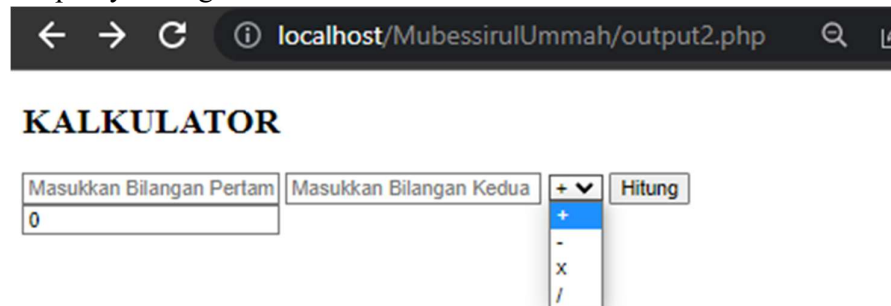 localhost/MubessirulUmmah/output2.php
KALKULATOR
Masukkan Bilangan Pertam Masukkan Bilangan Kedua + Hitung
0
+
-
x
/